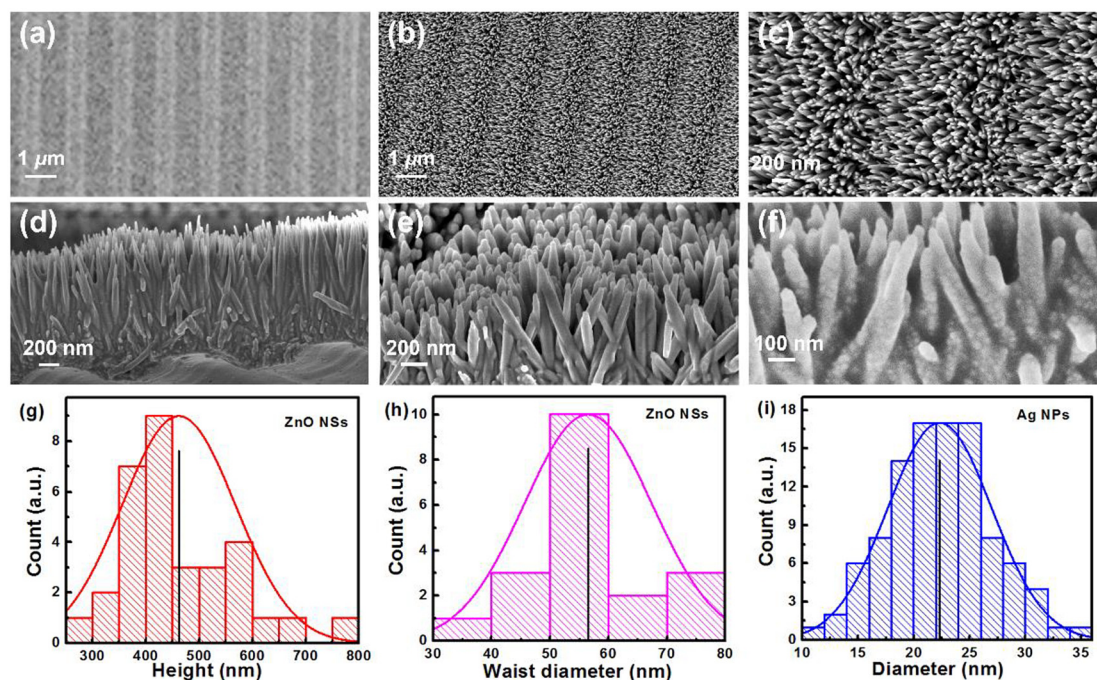 (a)
1 μm
(b)
1 μm
(c)
200 nm
(d)
200 nm
(e)
200 nm
(f)
100 nm
(g)
ZnO NSs
Count (a.u.)
8
6
4
2
0
300 400 500 600 700 800
Height (nm)
(h)
ZnO NSs
Count (a.u.)
10
8
6
4
2
0
30 40 50 60 70 80
Waist diameter (nm)
(i)
Ag NPs
Count (a.u.)
18
15
12
9
6
3
0
10 15 20 25 30 35
Diameter (nm)